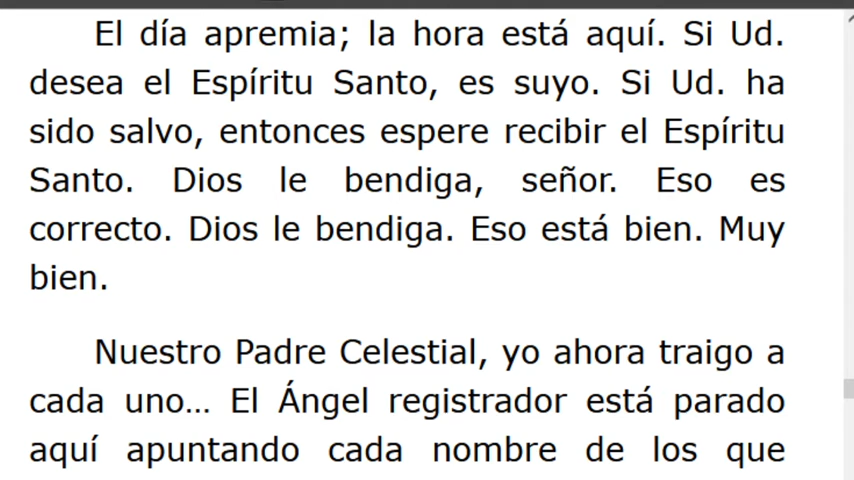 El día apremia; la hora está aquí. Si Ud.
desea el Espíritu Santo, es suyo. Si Ud. ha
sido salvo, entonces espere recibir el Espíritu
Santo. Dios le bendiga, señor. Eso es
correcto. Dios le bendiga. Eso está bien. Muy
bien.
Nuestro Padre Celestial, yo ahora traigo a
cada uno... El Ángel registrador está parado
aquí apuntando cada nombre de los que